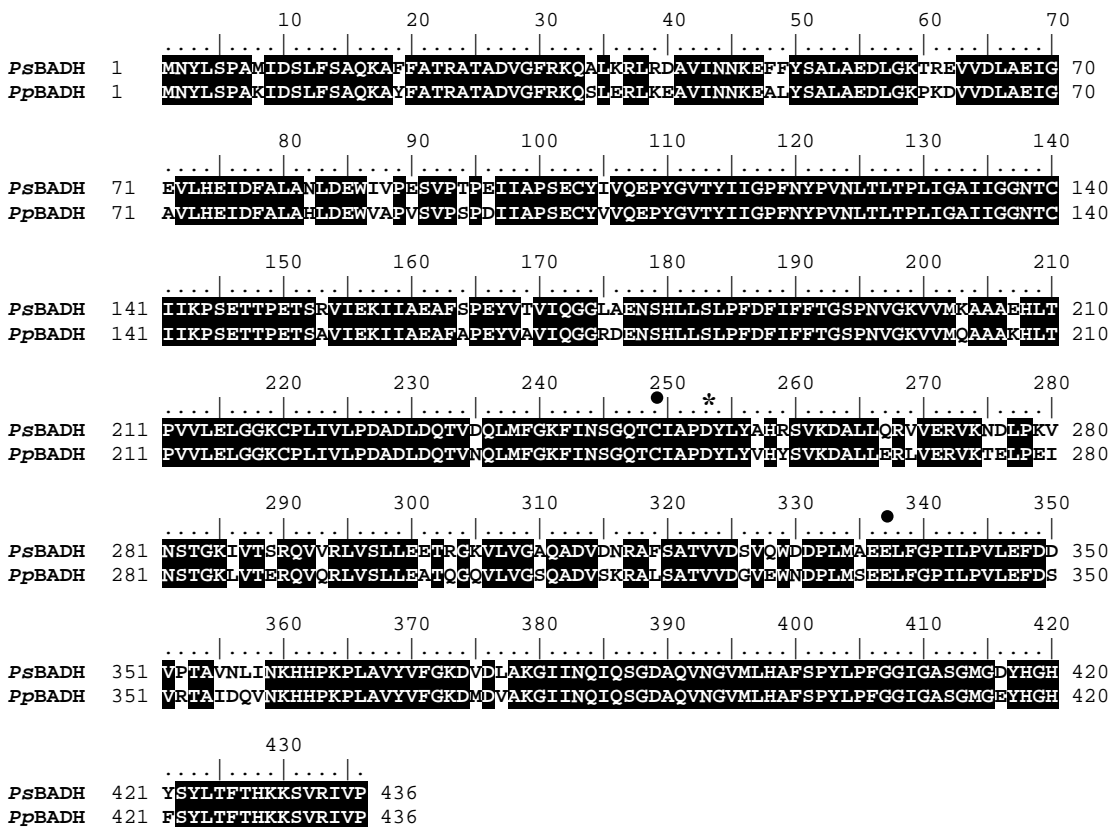 10 20 30 40 50 60 70
....|....|....|....|....|....|....|....|....|....|....|....|....|....|
PsBADH 1 MNYLSPAMIDSLFSAQKAFFATRATADVGFRKQALKRLRDAVINNKEFFYSALAEDLGKTREVVDLAEIG 70
PpBADH 1 MNYLSPAKIDSLFSAQKAYFATRATADVGFRKQSLERLKEAVINNKEALYSALAEDLGKPKDVVDLAEIG 70
80 90 100 110 120 130 140
....|....|....|....|....|....|....|....|....|....|....|....|....|....|
PsBADH 71 EVLHEIDFALANLDEWIVPESVPTPEIIAPSECYIVQEPYGVTYIIGPFNYPVNLTLTPLIGAIIGGNTC 140
PpBADH 71 AVLHEIDFALAHLDEWVAPVSVPSPDIIAPSECYVVQEPYGVTYIIGPFNYPVNLTLTPLIGAIIGGNTC 140
150 160 170 180 190 200 210
....|....|....|....|....|....|....|....|....|....|....|....|....|....|
PsBADH 141 IIKPSETTPETSRVIEKIIAEAFSPEYVTVIQGGLAENSHLLSLPFDFIFFTGSPNVGKVVMKAAAEHLT 210
PpBADH 141 IIKPSETTPETSAVIEKIIAEAFAPEYVAVIQGGRDENSHLLSLPFDFIFFTGSPNVGKVVMQAAAKHLT 210
220 230 240 250 260 270 280
● *
....|....|....|....|....|....|....|....|....|....|....|....|....|....|
PsBADH 211 PVVLELGGKCPLIVLPDADLDQTVDQLMFGKFINSGQTCIAPDYLYAHRSVKDALLQRVVERVKNDLPKV 280
PpBADH 211 PVVLELGGKCPLIVLPDADLDQTVNQLMFGKFINSGQTCIAPDYLYVHYSVKDALLERLVERVKTELPEI 280
290 300 310 320 330 340 350
●
....|....|....|....|....|....|....|....|....|....|....|....|....|....|
PsBADH 281 NSTGKIVTSRQVVRLVSLLEETRGKVLVGAQADVDNRAFSATVVDSVQWDDPLMAEELFGPILPVLEFDD 350
PpBADH 281 NSTGKLVTERQVQRLVSLLEATQGQVLVGSQADVSKRALSATVVDGVEWNDPLMSEELFGPILPVLEFDS 350
360 370 380 390 400 410 420
....|....|....|....|....|....|....|....|....|....|....|....|....|....|
PsBADH 351 VPTAVNLINKHHPKPLAVYVFGKDVDLAKGIINQIQSGDAQVNGVMLHAFSPYLPFGGIGASGMGDYHGH 420
PpBADH 351 VRTAIDQVNKHHPKPLAVYVFGKDMDVAKGIINQIQSGDAQVNGVMLHAFSPYLPFGGIGASGMGEYHGH 420
430
....|....|....|.
PsBADH 421 YSYLTFTHKKSVRIVP 436
PpBADH 421 FSYLTFTHKKSVRIVP 436